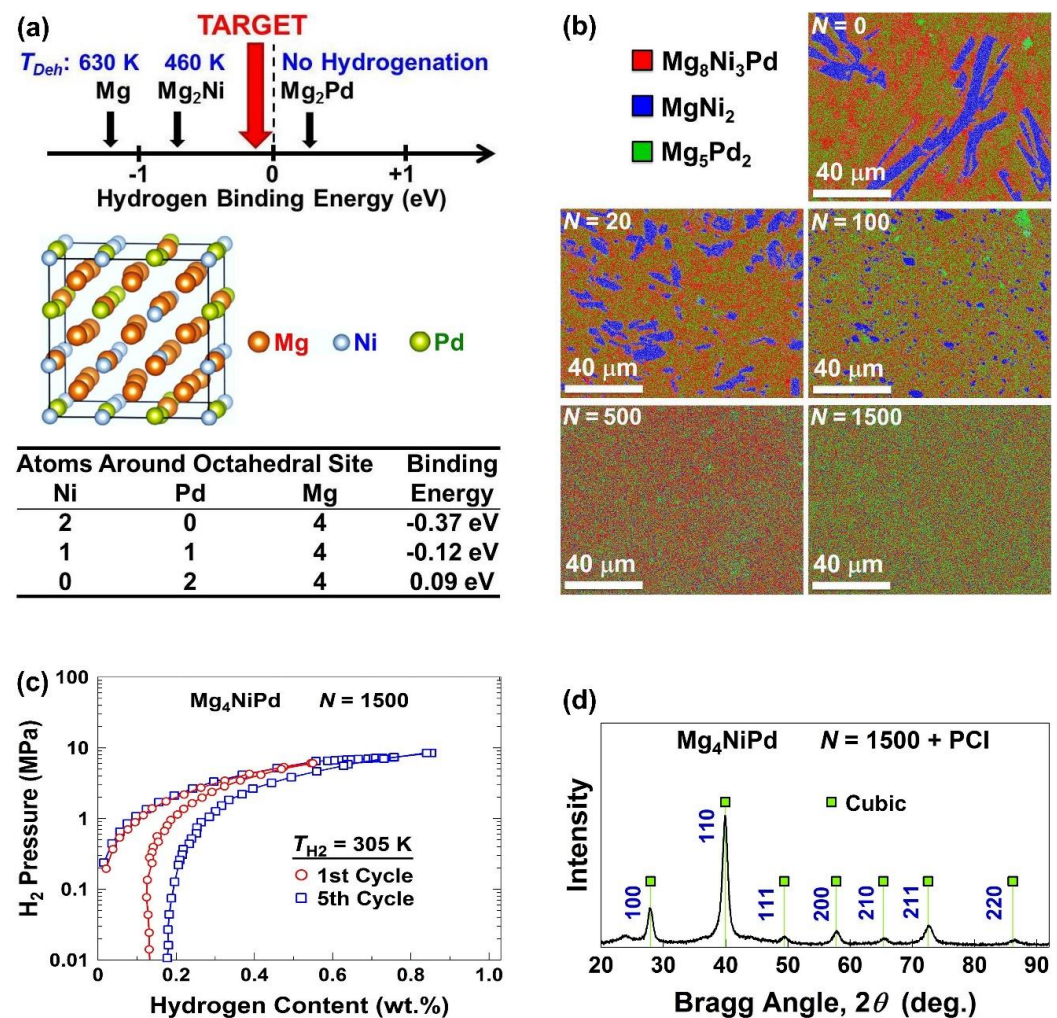 (a)
TARGET
T_Deh: 630 K 460 K No Hydrogenation
Mg Mg₂Ni Mg₂Pd
-1 0 +1
Hydrogen Binding Energy (eV)
Mg Ni Pd
Atoms Around Octahedral Site Binding
Ni Pd Mg Energy
2 0 4 -0.37 eV
1 1 4 -0.12 eV
0 2 4 0.09 eV
(b)
Mg₈Ni₃Pd
MgNi₂
Mg₅Pd₂
N = 0
40 μm
N = 20
40 μm
N = 100
40 μm
N = 500
40 μm
N = 1500
40 μm
(c)
Mg₄NiPd N = 1500
H₂ Pressure (MPa)
100
10
1
0.1
0.01
T_H2 = 305 K
1st Cycle
5th Cycle
0 0.2 0.4 0.6 0.8 1.0
Hydrogen Content (wt.%)
(d)
Mg₄NiPd N = 1500 + PCI
Cubic
Intensity
100
110
111
200
210
211
220
20 30 40 50 60 70 80 90
Bragg Angle, 2θ (deg.)